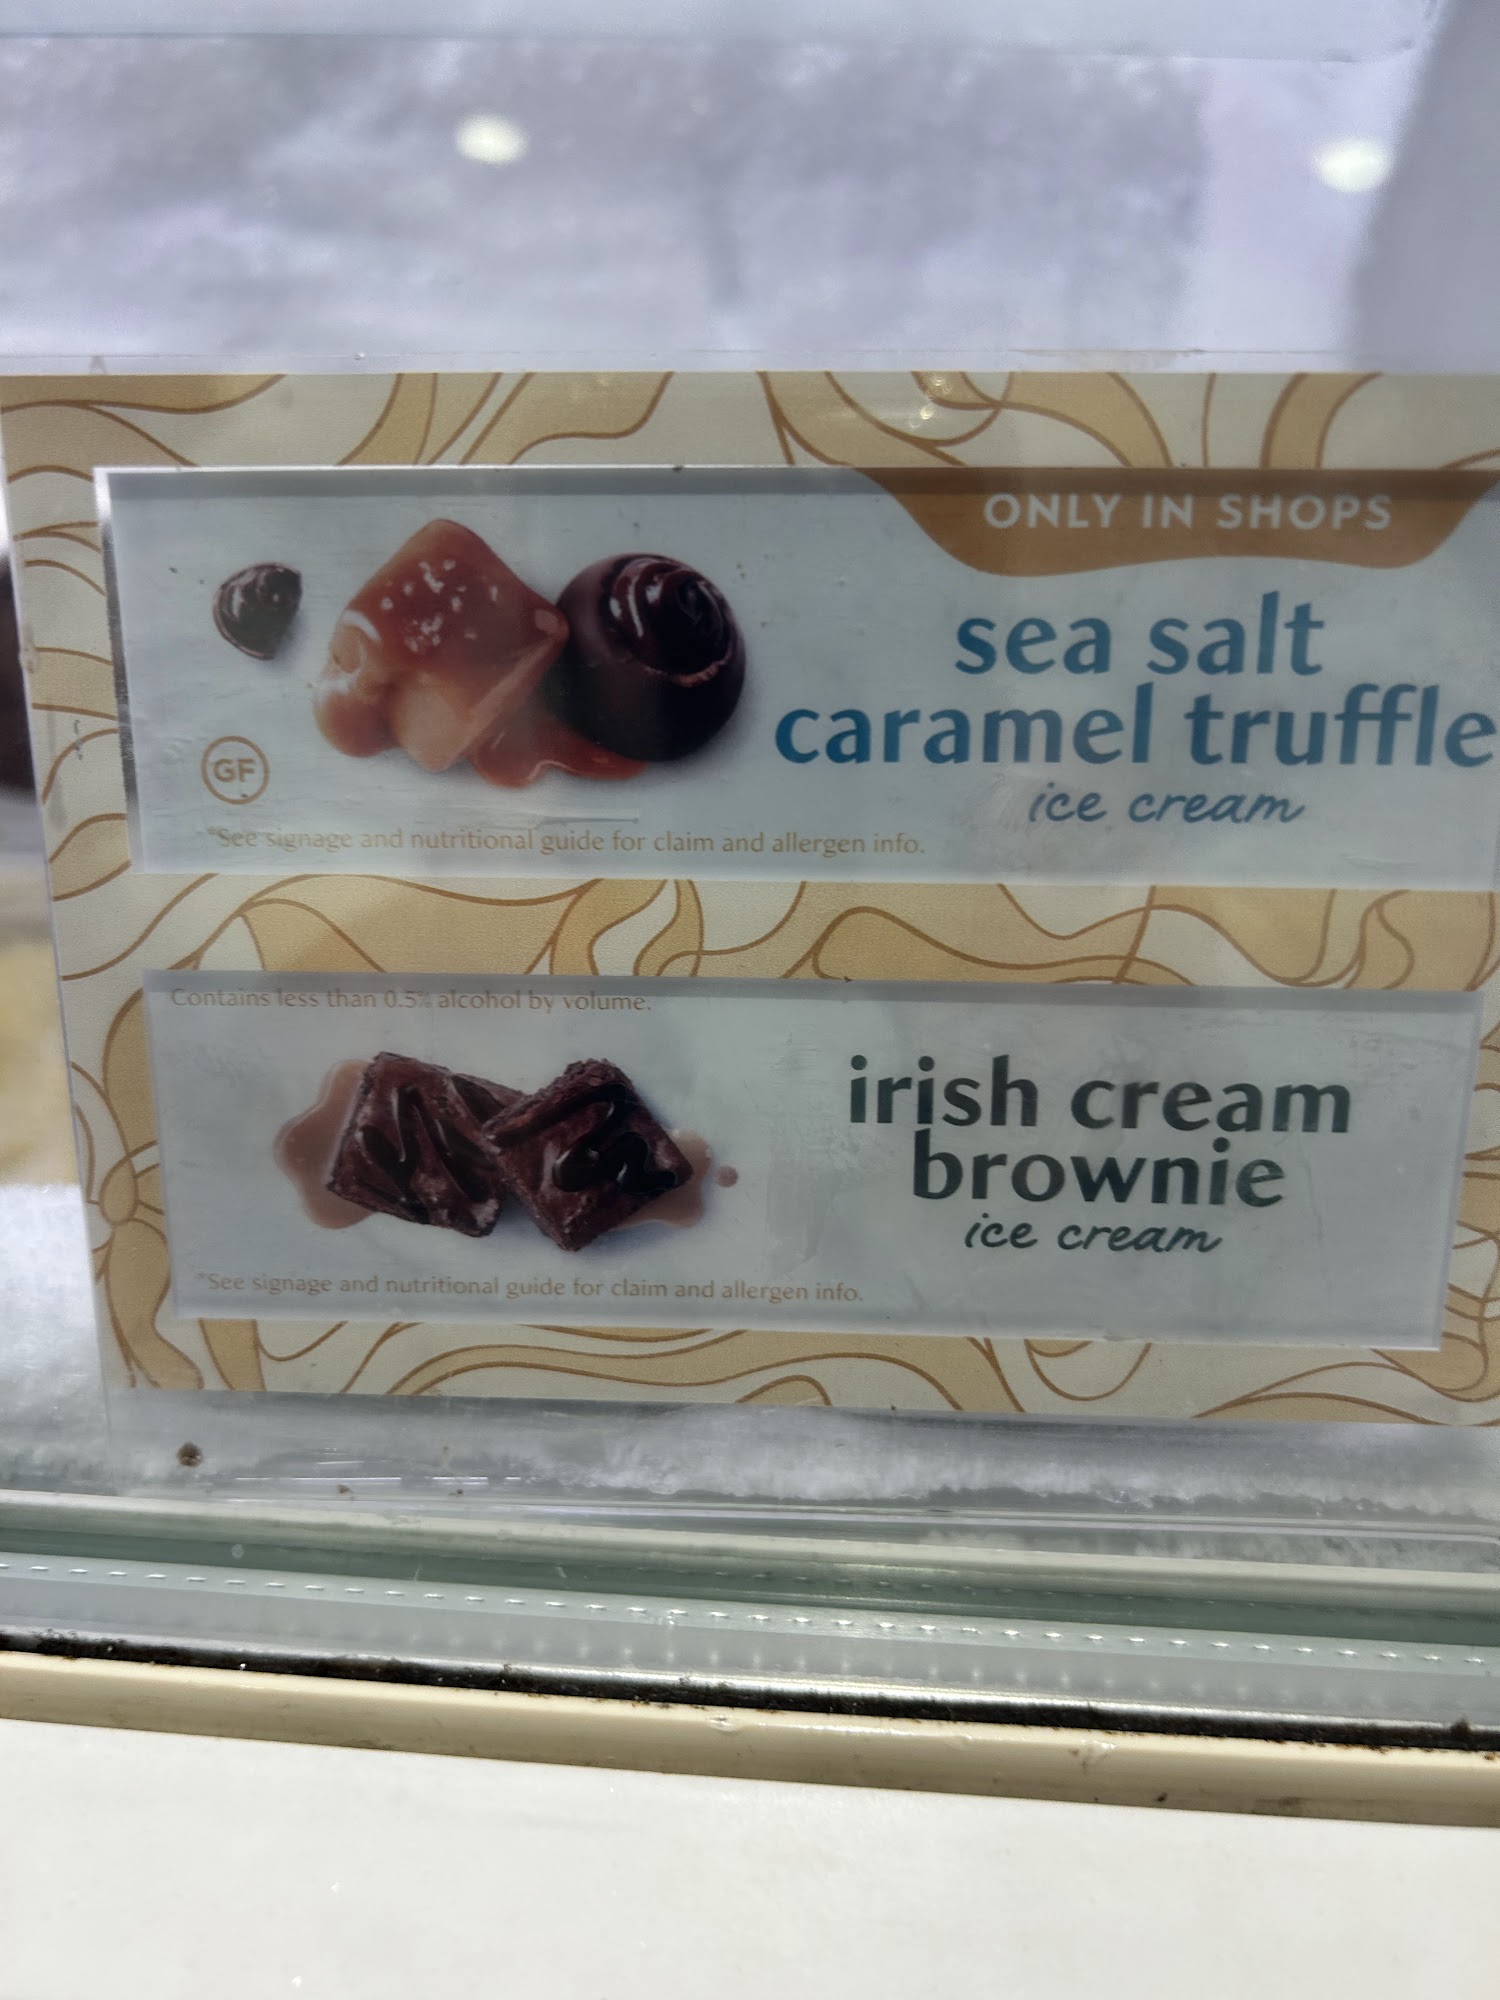 ONLY IN SHOPS
sea salt
caramel truffle
ice cream
GF
*See signage and nutritional guide for claim and allergen info.
Contains less than 0.5% alcohol by volume.
irish cream
brownie
ice cream
*See signage and nutritional guide for claim and allergen info.